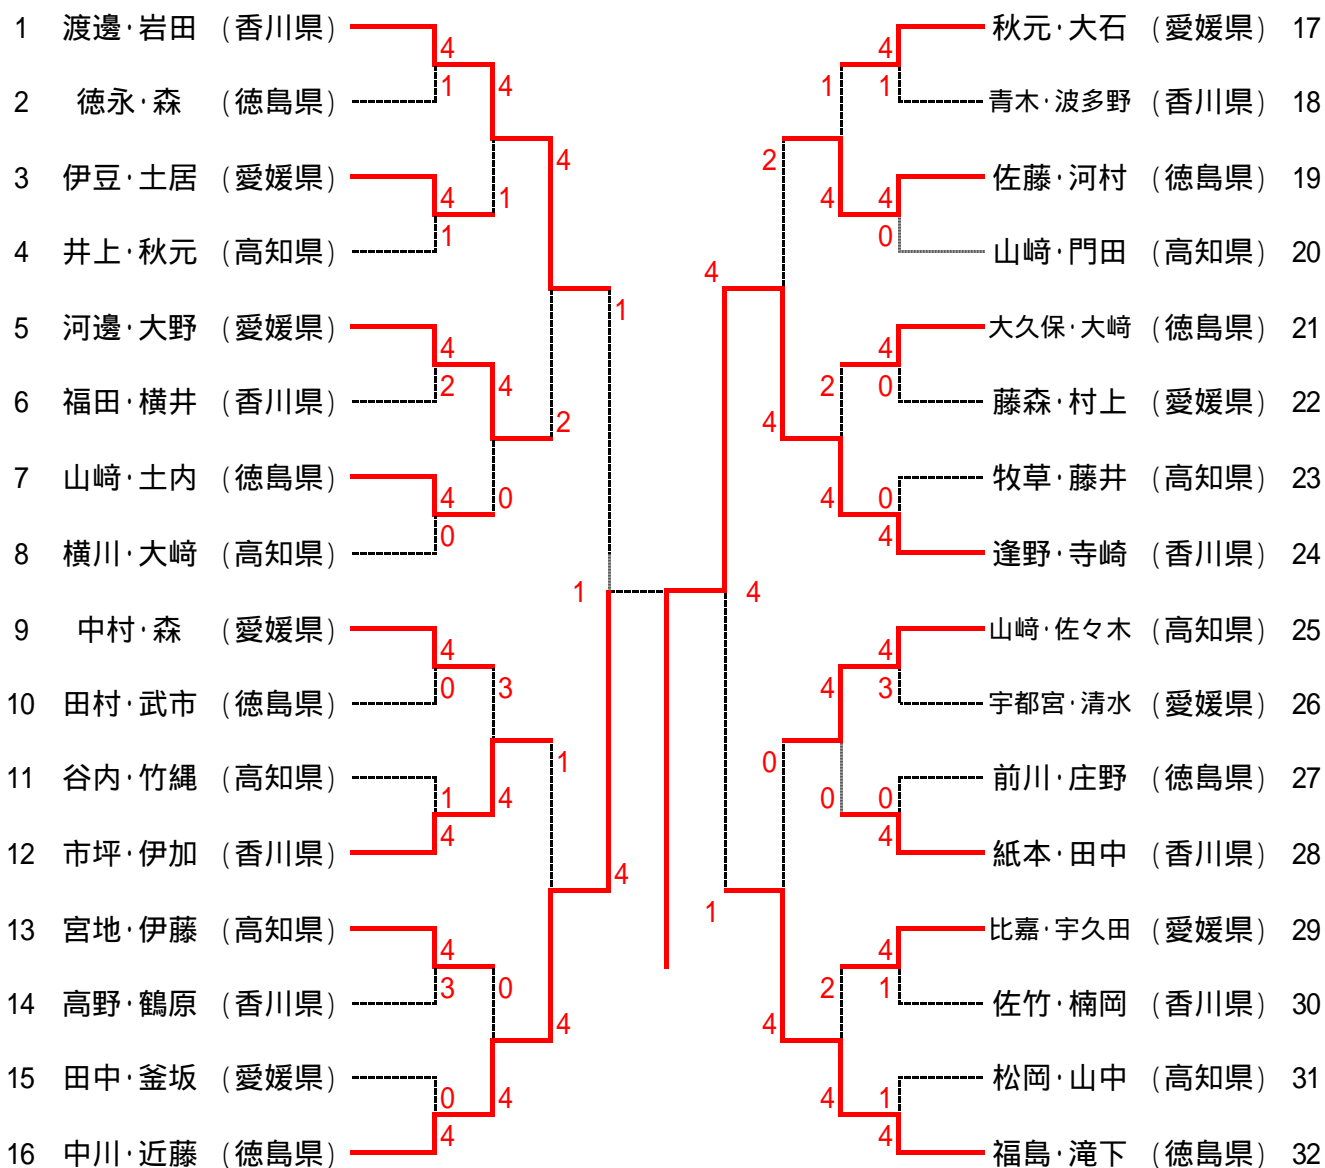 1 渡邊・岩田 (香川県)
2 徳永・森 (徳島県)
3 伊豆・土居 (愛媛県)
4 井上・秋元 (高知県)
5 河邊・大野 (愛媛県)
6 福田・横井 (香川県)
7 山﨑・土内 (徳島県)
8 横川・大﨑 (高知県)
9 中村・森 (愛媛県)
10 田村・武市 (徳島県)
11 谷内・竹縄 (高知県)
12 市坪・伊加 (香川県)
13 宮地・伊藤 (高知県)
14 高野・鶴原 (香川県)
15 田中・釜坂 (愛媛県)
16 中川・近藤 (徳島県)
4
1
4
1
4
2
4
0
4
0
1
4
4
3
0
4
4
1
4
0
3
4
0
4
4
2
1
4
1
4
1
4
4
1
2
4
0
4
1
4
2
4
4
0
2
4
4
1
4
0
4
0
0
4
4
3
0
4
4
1
1
4
秋元・大石 (愛媛県) 17
青木・波多野 (香川県) 18
佐藤・河村 (徳島県) 19
山﨑・門田 (高知県) 20
大久保・大﨑 (徳島県) 21
藤森・村上 (愛媛県) 22
牧草・藤井 (高知県) 23
逢野・寺崎 (香川県) 24
山﨑・佐々木 (高知県) 25
宇都宮・清水 (愛媛県) 26
前川・庄野 (徳島県) 27
紙本・田中 (香川県) 28
比嘉・宇久田 (愛媛県) 29
佐竹・楠岡 (香川県) 30
松岡・山中 (高知県) 31
福島・滝下 (徳島県) 32